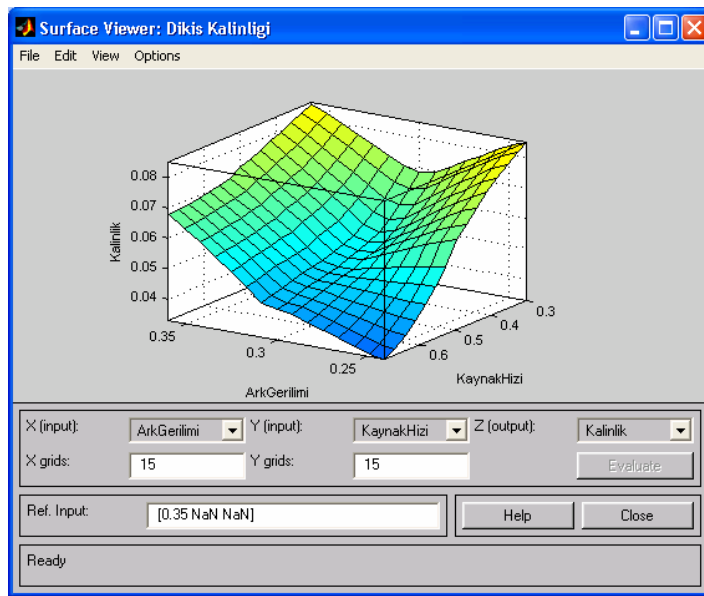 Surface Viewer: Dikis Kalinligi
File Edit View Options
0.08
0.07
0.06
0.05
0.04
Kalinlik
0.35
0.3
0.25
ArkGerilimi
0.6
0.5
0.4
0.3
KaynakHizi
X (input): ArkGerilimi Y (input): KaynakHizi Z (output): Kalinlik
X grids: 15 Y grids: 15 Evaluate
Ref. Input: [0.35 NaN NaN] Help Close
Ready